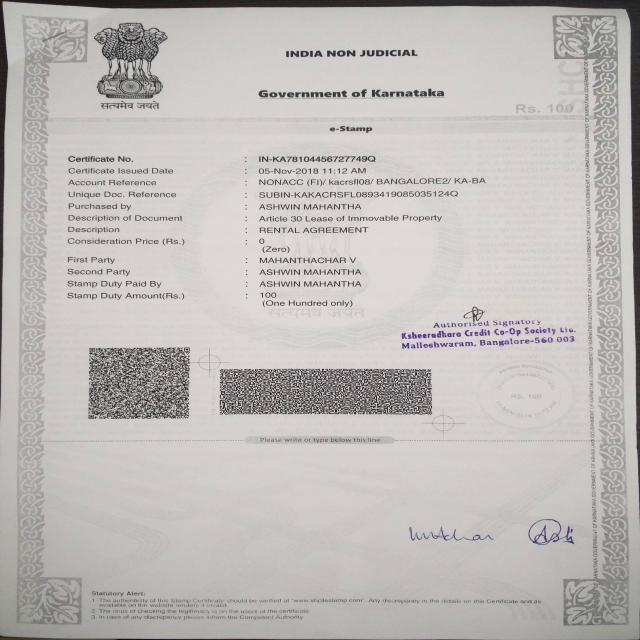 सत्यमेव जयते
INDIA NON JUDICIAL
Government of Karnataka
Rs. 100
e-Stamp
Certificate No. : IN-KA78104456727749Q
Certificate Issued Date : 05-Nov-2018 11:12 AM
Account Reference : NONACC (FI)/ kacrsfl08/ BANGALORE2/ KA-BA
Unique Doc. Reference : SUBIN-KAKACRSFL0893419085035124Q
Purchased by : ASHWIN MAHANTHA
Description of Document : Article 30 Lease of Immovable Property
Description : RENTAL AGREEMENT
Consideration Price (Rs.) : 0
(Zero)
First Party : MAHANTHACHAR V
Second Party : ASHWIN MAHANTHA
Stamp Duty Paid By : ASHWIN MAHANTHA
Stamp Duty Amount(Rs.) : 100
(One Hundred only)
सत्यमेव जयते
Authorised Signatory
Ksheeradhara Credit Co-Op Society Ltd.
Malleshwaram, Bangalore-560 003
RS. 100
Please write or type below this line
Statutory Alert:
1. The authenticity of this Stamp Certificate should be verified at "www.shcilestamp.com". Any discrepancy in the details on this Certificate and as
available on the website renders it invalid.
2. The onus of checking the legitimacy is on the users of the certificate.
3. In case of any discrepancy please inform the Competent Authority.